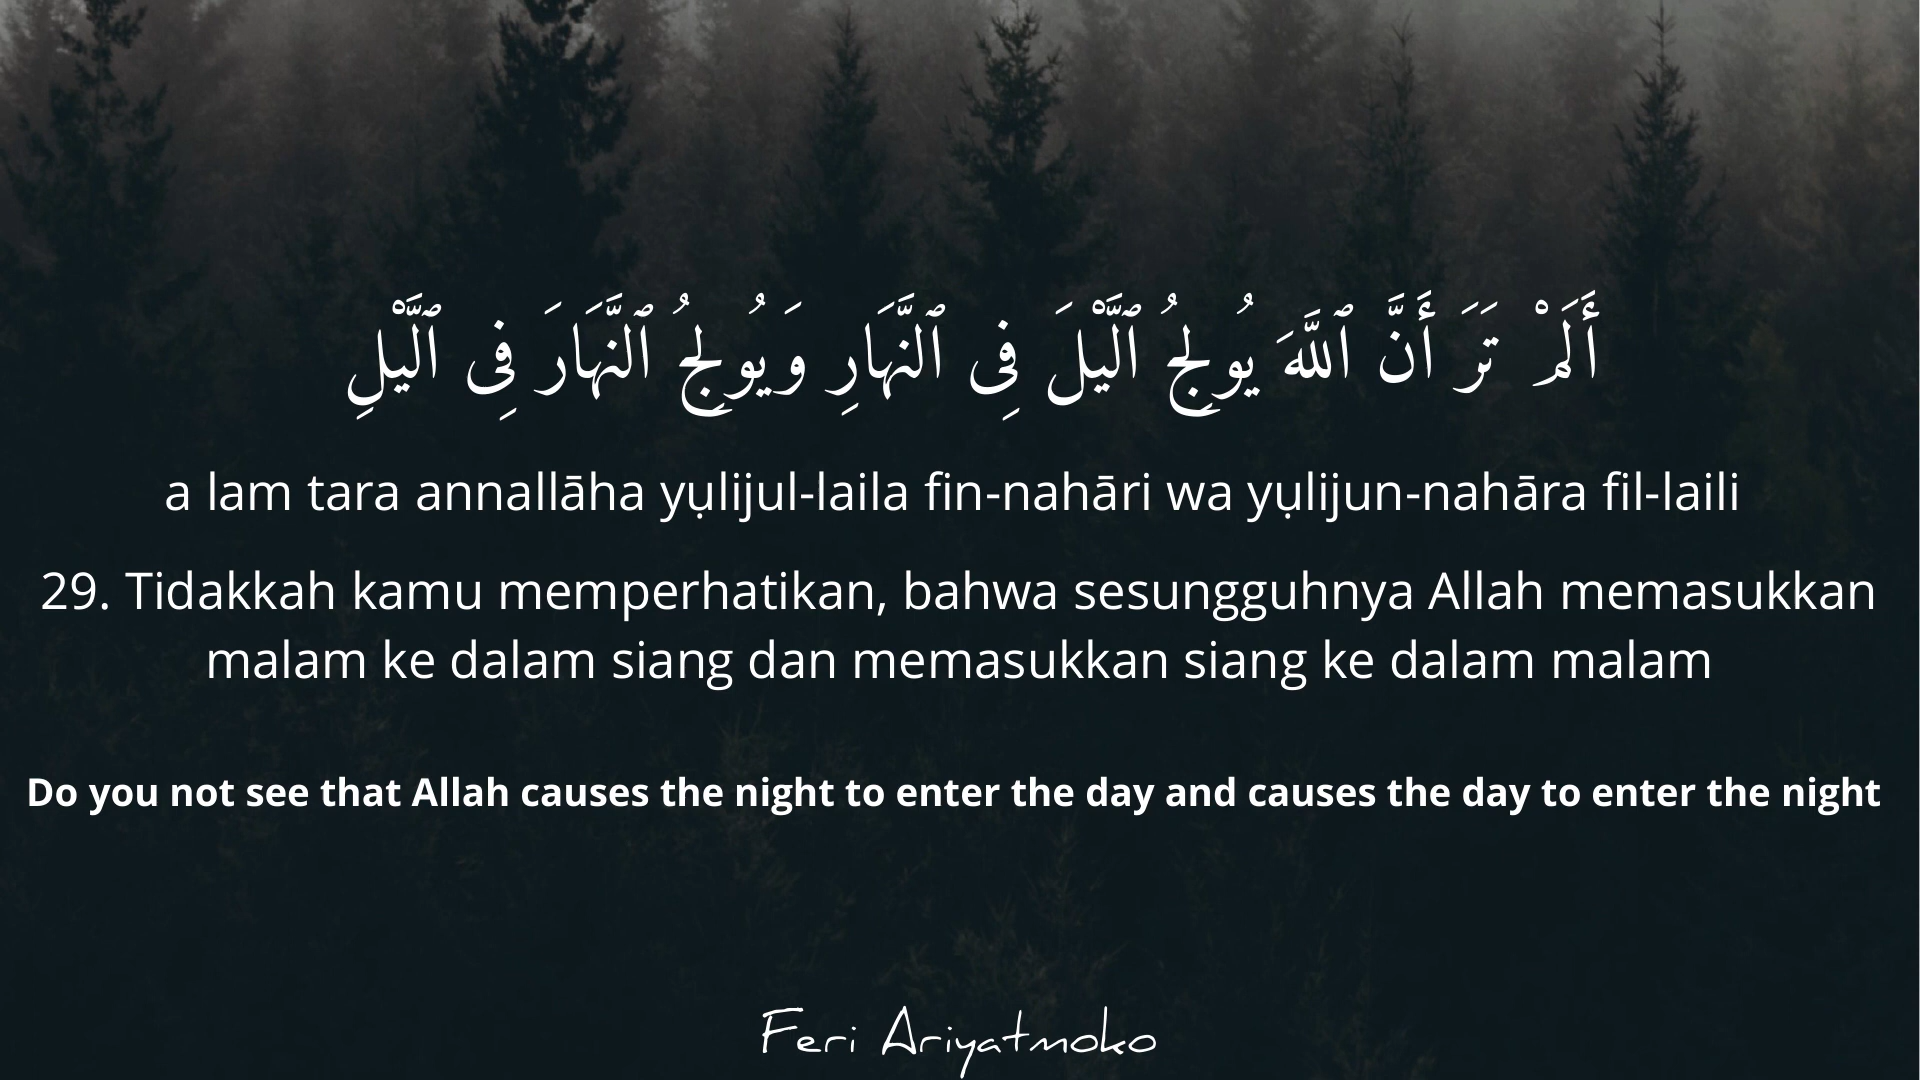 أَلَمْ تَرَ أَنَّ ٱللَّهَ يُولِجُ ٱلَّيْلَ فِى ٱلنَّهَارِ وَيُولِجُ ٱلنَّهَارَ فِى ٱلَّيْلِ
a lam tara annallāha yụlijul-laila fin-nahāri wa yụlijun-nahāra fil-laili
29. Tidakkah kamu memperhatikan, bahwa sesungguhnya Allah memasukkan
malam ke dalam siang dan memasukkan siang ke dalam malam
Do you not see that Allah causes the night to enter the day and causes the day to enter the night
Feri Ariyatmoko